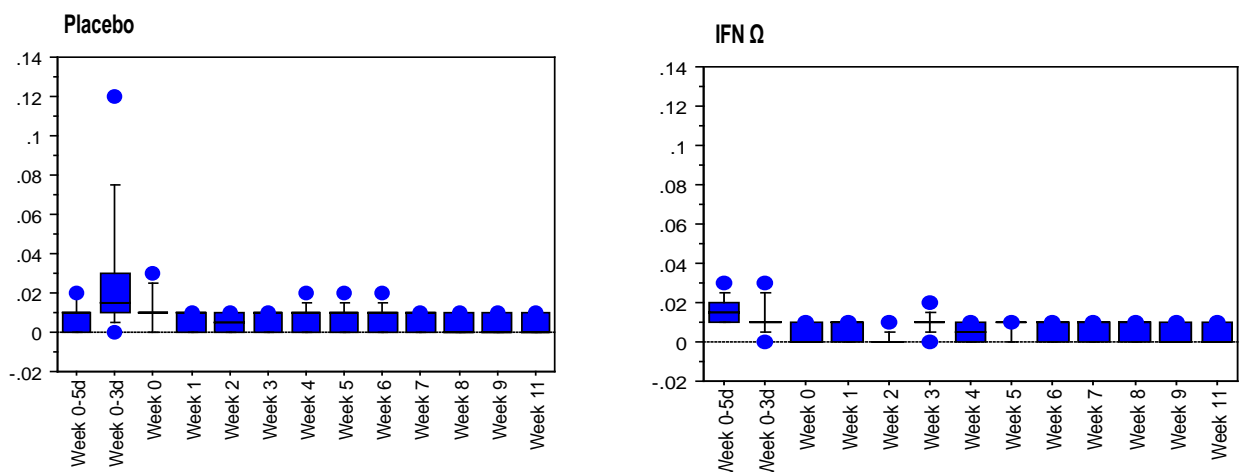 Placebo
.14
.12
.1
.08
.06
.04
.02
0
-.02
Week 0-5d
Week 0-3d
Week 0
Week 1
Week 2
Week 3
Week 4
Week 5
Week 6
Week 7
Week 8
Week 9
Week 11
IFN Ω
.14
.12
.1
.08
.06
.04
.02
0
-.02
Week 0-5d
Week 0-3d
Week 0
Week 1
Week 2
Week 3
Week 4
Week 5
Week 6
Week 7
Week 8
Week 9
Week 11